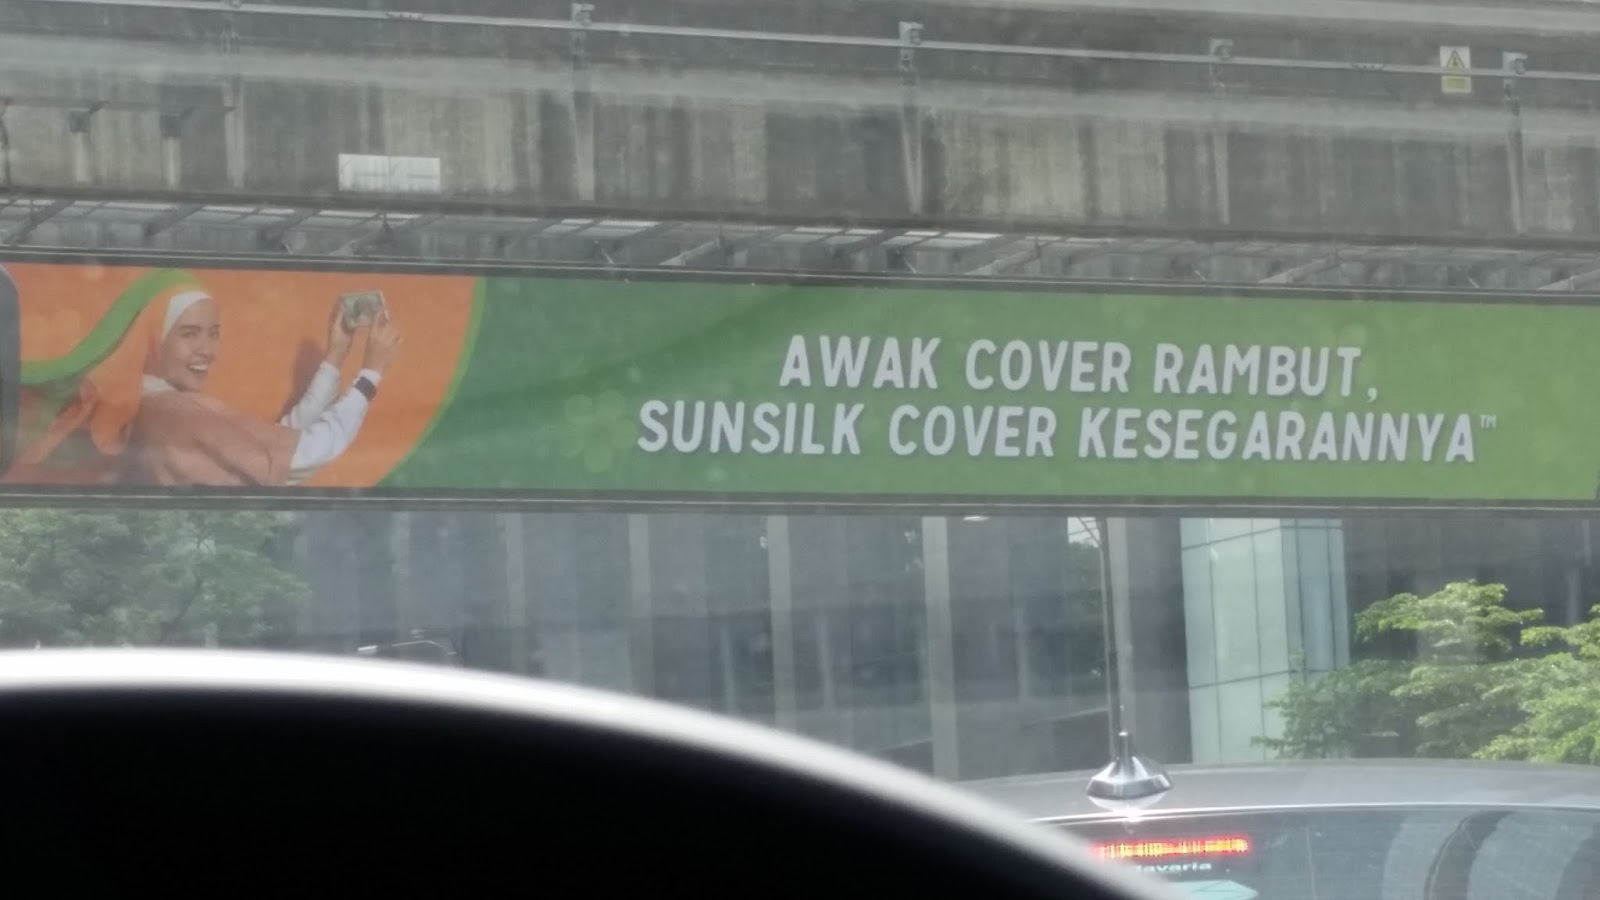 AWAK COVER RAMBUT,
SUNSILK COVER KESEGARANNYA™